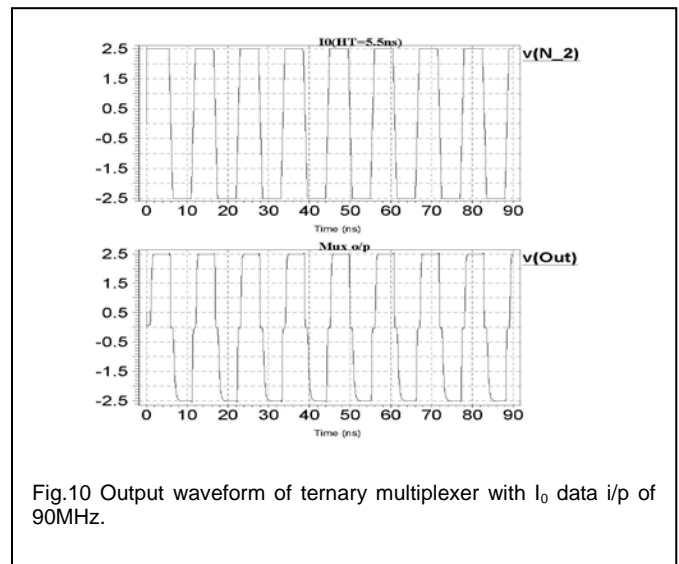 I0(HT=5.5ns)
v(N_2)
2.5
1.5
0.5
-0.5
-1.5
-2.5
0 10 20 30 40 50 60 70 80 90
Time (ns)
Mux o/p
v(Out)
2.5
1.5
0.5
-0.5
-1.5
-2.5
0 10 20 30 40 50 60 70 80 90
Time (ns)
Fig.10 Output waveform of ternary multiplexer with I₀ data i/p of
90MHz.